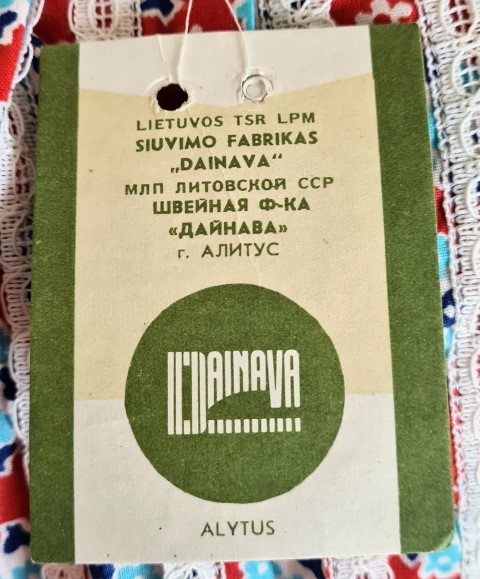 LIETUVOS TSR LPM
SIUVIMO FABRIKAS
„DAINAVA“
МЛП ЛИТОВСКОЙ ССР
ШВЕЙНАЯ Ф-КА
«ДАЙНАВА»
г. АЛИТУС
DAINAVA
ALYTUS